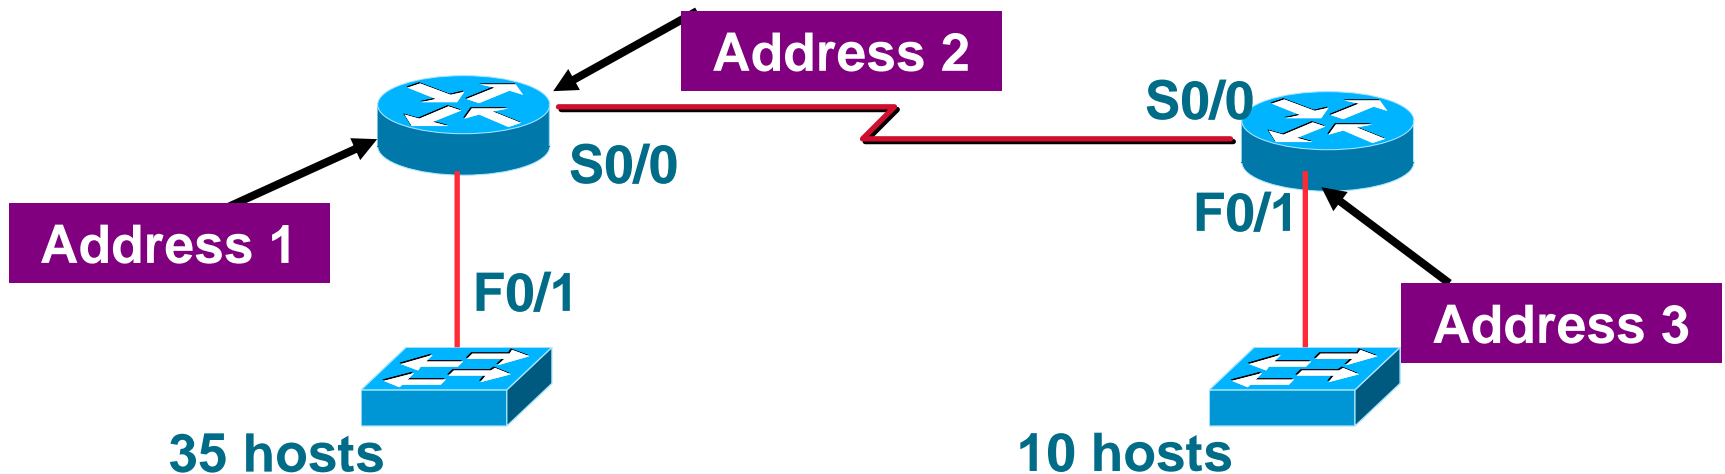 Address 2
S0/0
S0/0
F0/1
Address 1
F0/1
Address 3
35 hosts
10 hosts